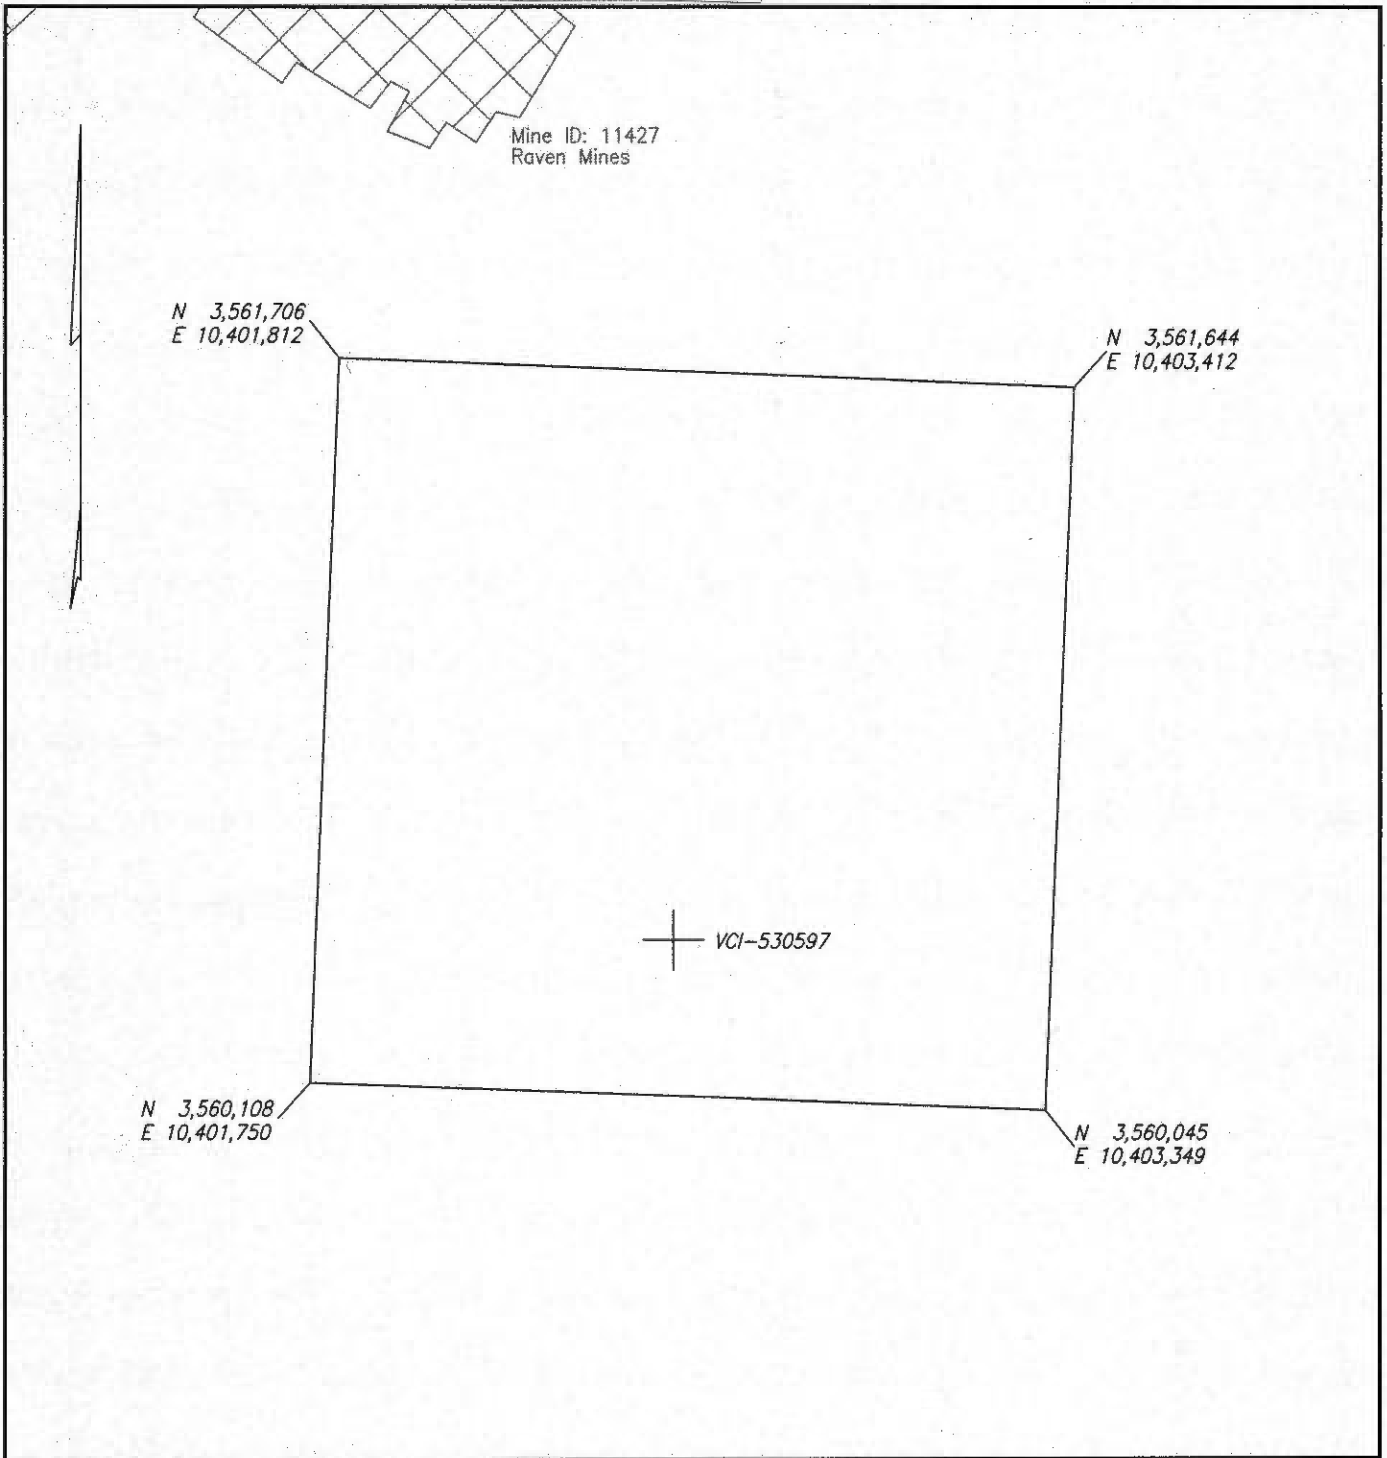 Mine ID: 11427
Raven Mines
N 3,561,706
E 10,401,812
N 3,561,644
E 10,403,412
VCI-530597
N 3,560,108
E 10,401,750
N 3,560,045
E 10,403,349